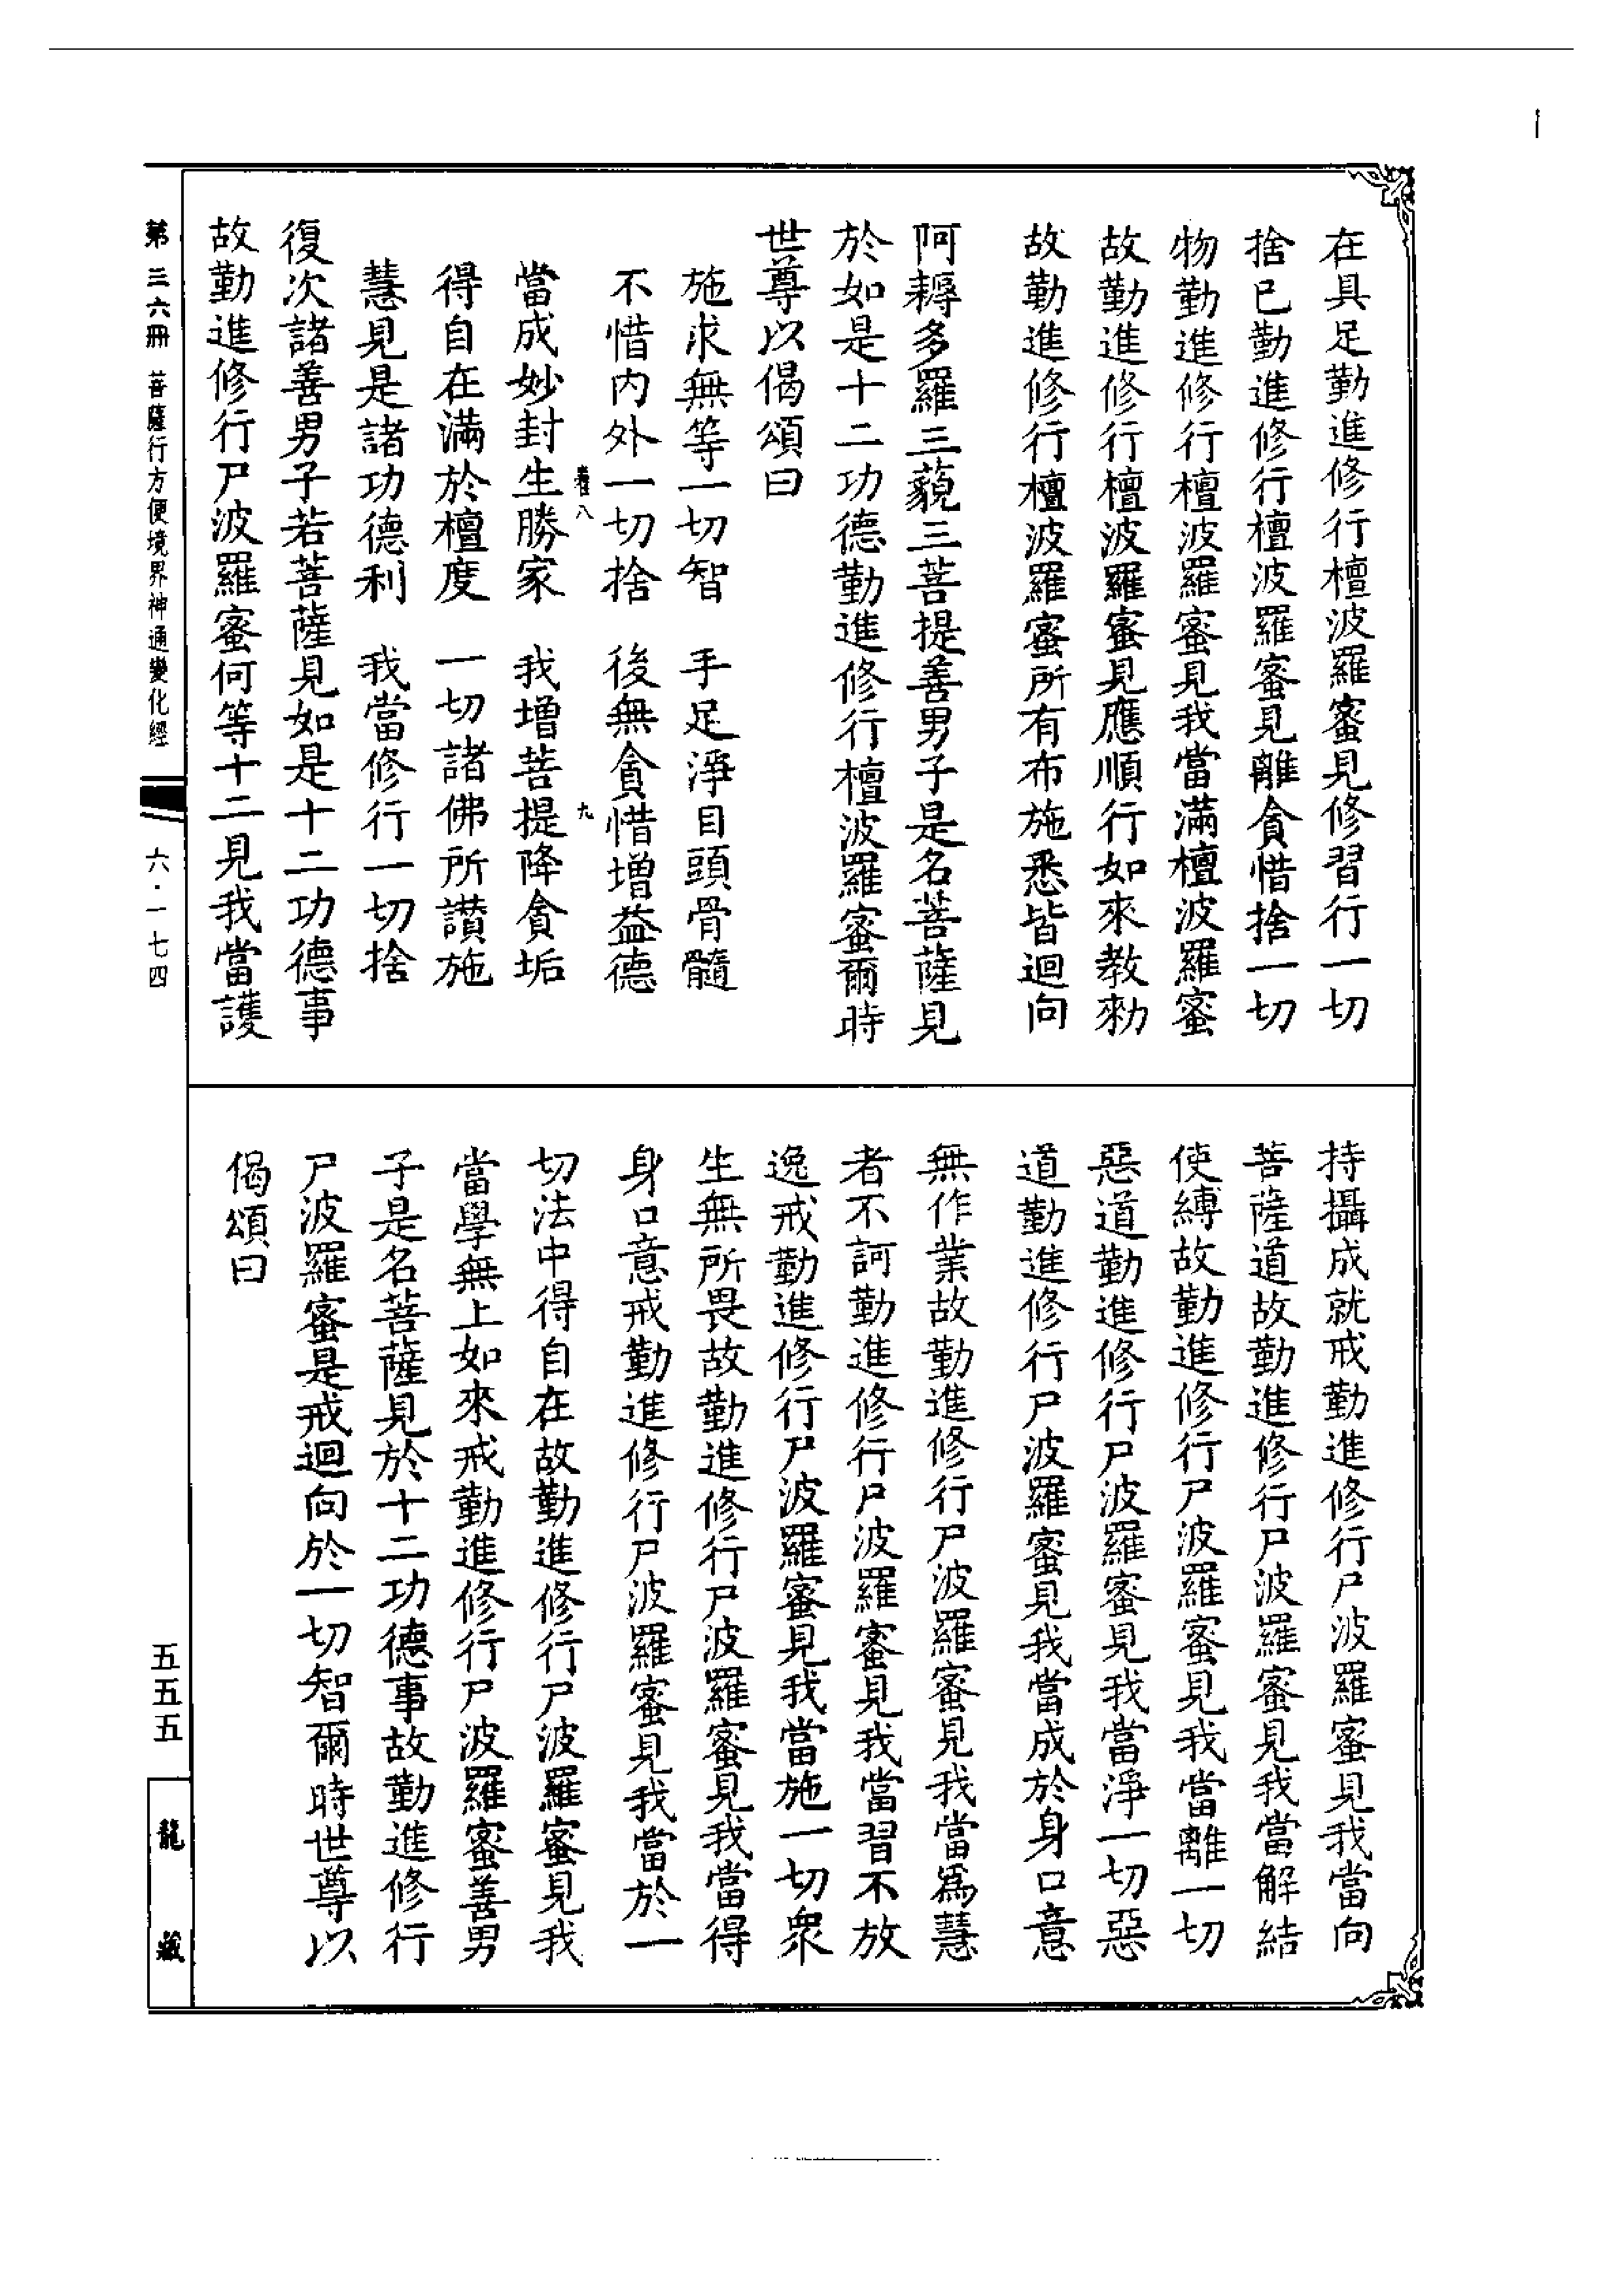 在具足勤進修行檀波羅蜜見修習行一切
捨已勤進修行檀波羅蜜見離貪惜捨一切
物勤進修行檀波羅蜜見我當滿檀波羅蜜
故勤進修行檀波羅蜜見應順行如來教勑
故勤進修行檀波羅蜜所有布施悉皆迴向
阿耨多羅三藐三菩提善男子是名菩薩見
於如是十二功德勤進修行檀波羅蜜爾時
世尊以偈頌曰
施求無等一切智　手足淨目頭骨髓
不惜内外一切捨　後無貪惜增益德
八　九
當成妙封生勝家　我增菩提降貪垢
得自在滿於檀度　一切諸佛所讃施
慧見是諸功德利　我當修行一切捨
復次諸善男子若菩薩見如是十二功德事
故勤進修行尸波羅蜜何等十二見我當護
持攝成就戒勤進修行尸波羅蜜見我當向
菩薩道故勤進修行尸波羅蜜見我當解結
使縛故勤進修行尸波羅蜜見我當離一切
惡道勤進修行尸波羅蜜見我當淨一切惡
道勤進修行尸波羅蜜見我當成於身口意
無作業故勤進修行尸波羅蜜見我當爲慧
者不訶勤進修行尸波羅蜜見我當習不放
逸戒勤進修行尸波羅蜜見我當施一切衆
生無所畏故勤進修行尸波羅蜜見我當得
身口意戒勤進修行尸波羅蜜見我當於一
切法中得自在故勤進修行尸波羅蜜見我
當學無上如來戒勤進修行尸波羅蜜善男
子是名菩薩見於十二功德事故勤進修行
尸波羅蜜是戒迴向於一切智爾時世尊以
偈頌曰
第三六冊　菩薩行方便境界神通變化經
六·一七四
五五五
龍藏